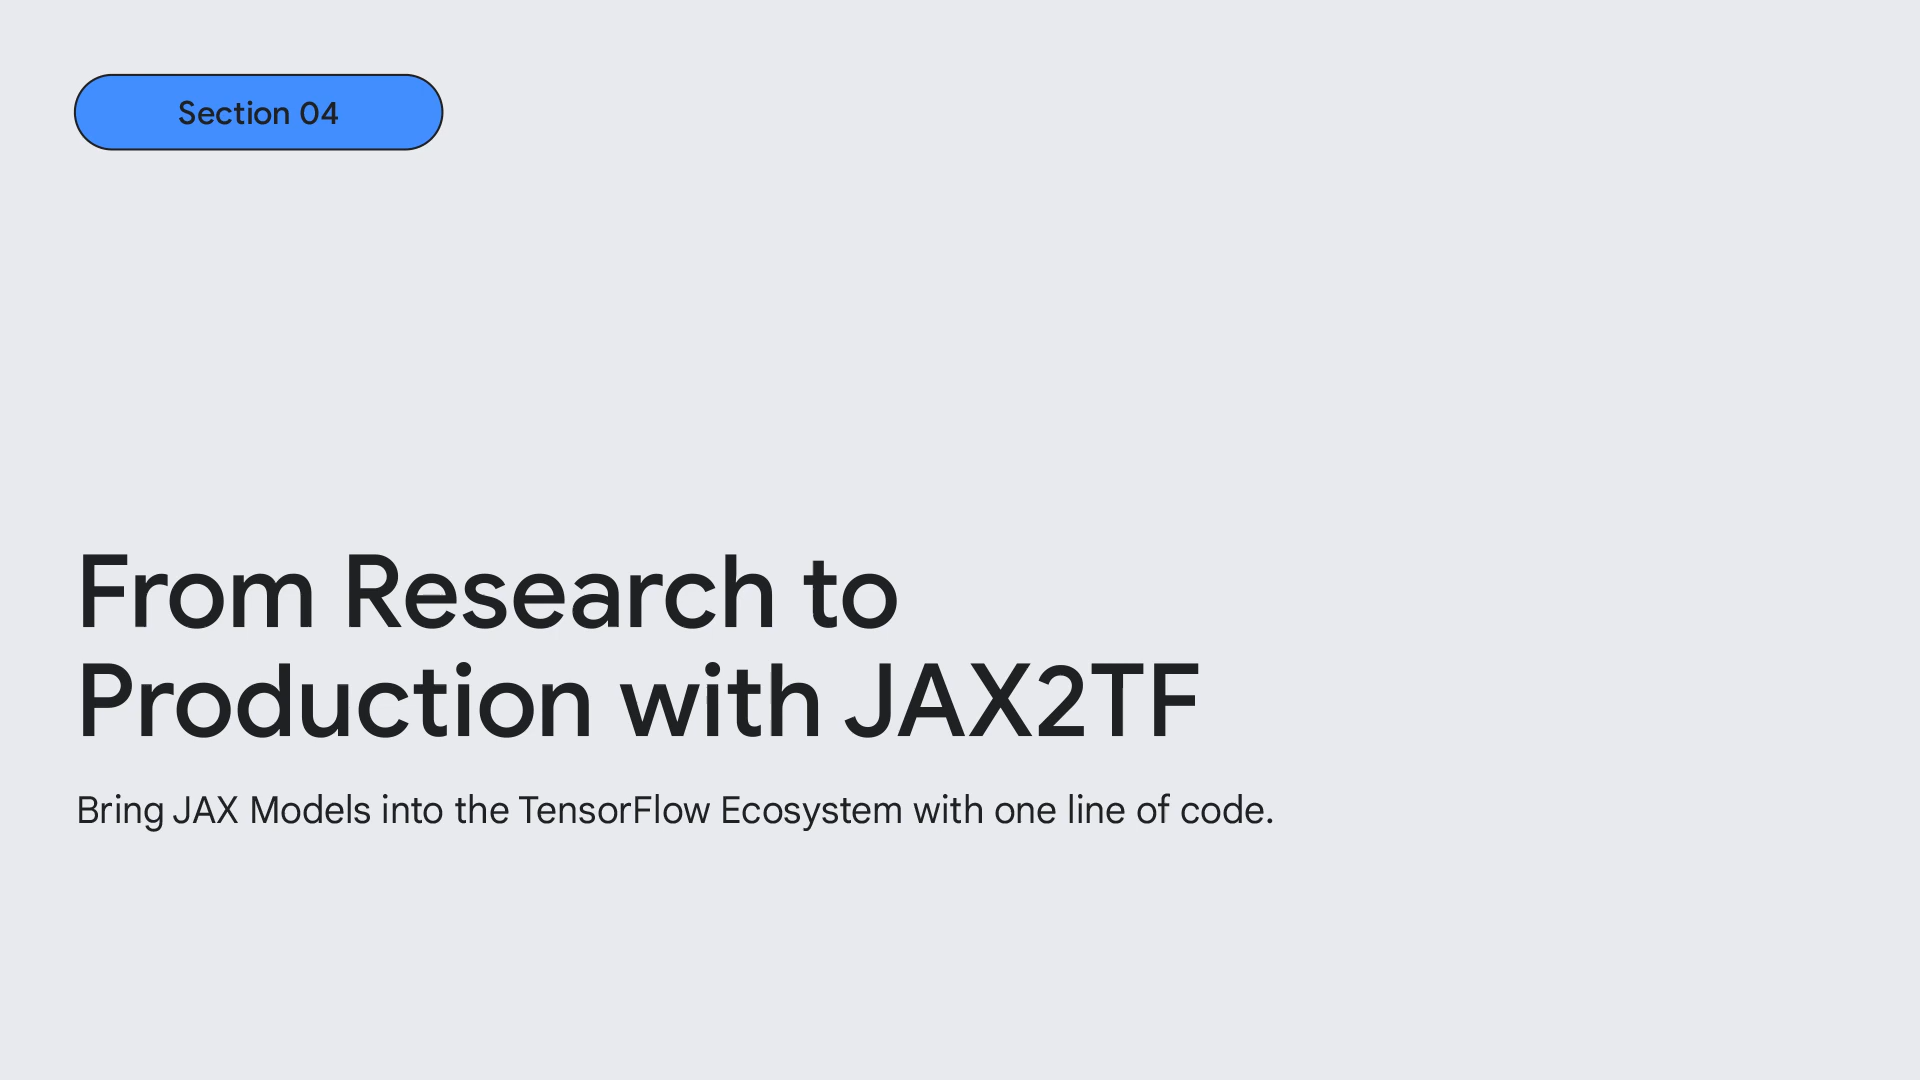 Section 04
From Research to
Production with JAX2TF
Bring JAX Models into the TensorFlow Ecosystem with one line of code.